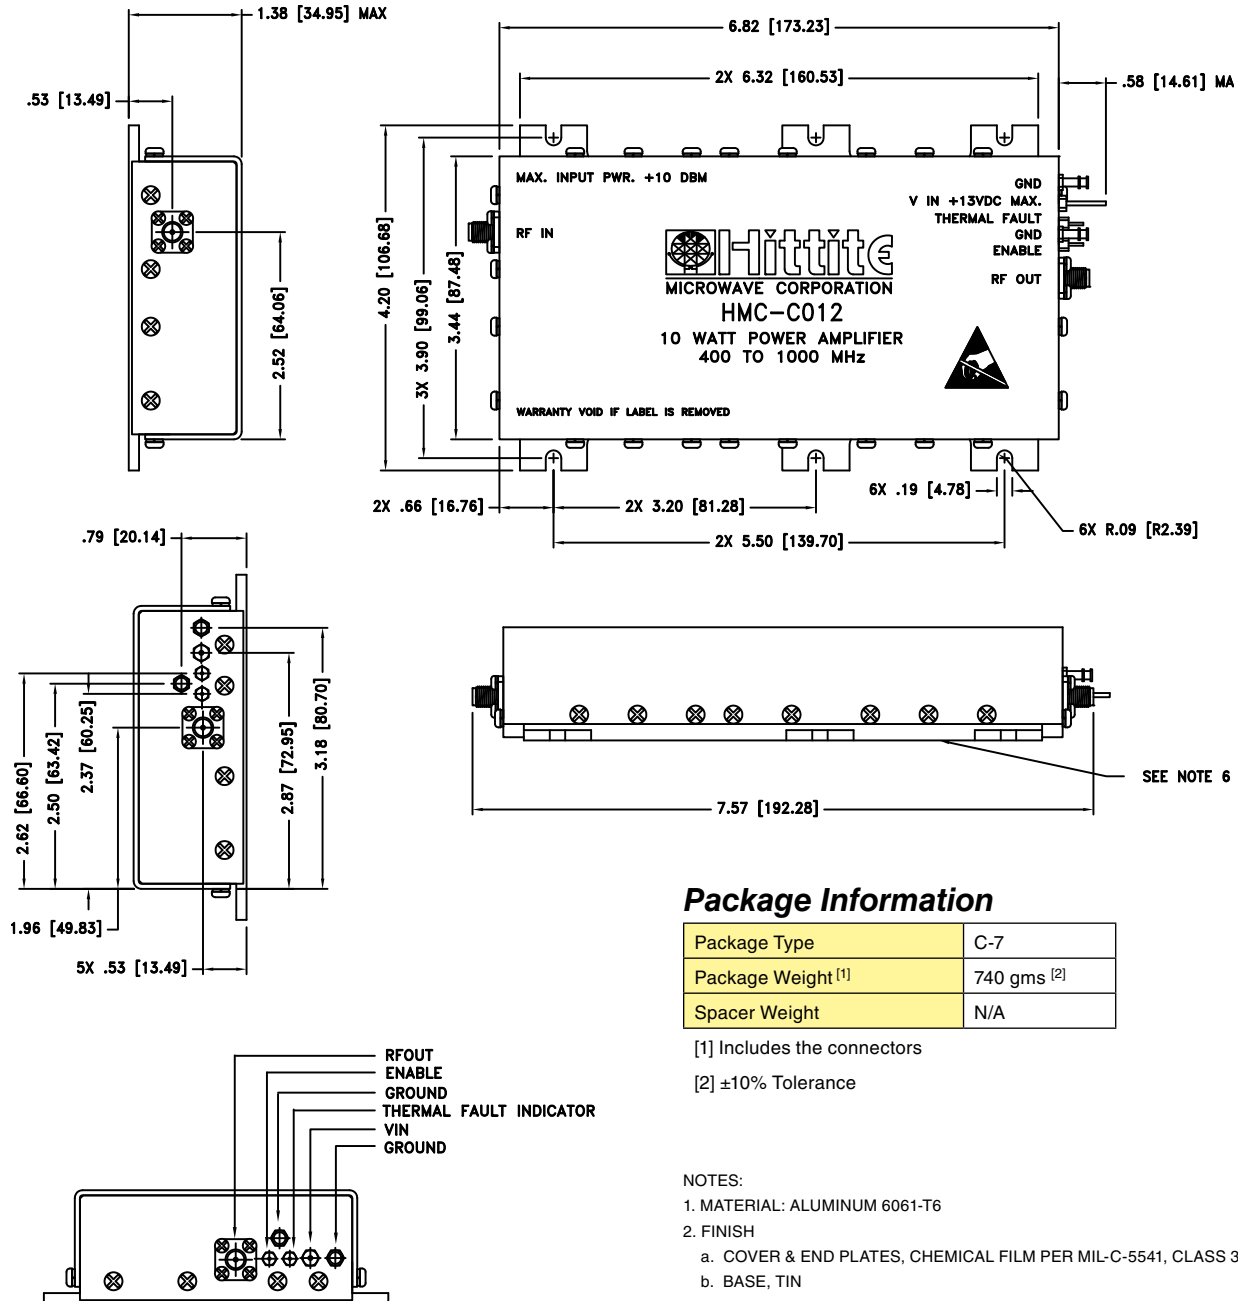 1.38 [34.95] MAX
.53 [13.49]
2.52 [64.06]
6.82 [173.23]
2X 6.32 [160.53]
.58 [14.61] MA
4.20 [106.68]
3X 3.90 [99.06]
3.44 [87.48]
MAX. INPUT PWR. +10 DBM
RF IN
GND
V IN +13VDC MAX.
THERMAL FAULT
GND
ENABLE
RF OUT
Hittite
MICROWAVE CORPORATION
HMC-C012
10 WATT POWER AMPLIFIER
400 TO 1000 MHz
WARRANTY VOID IF LABEL IS REMOVED
2X .66 [16.76]
2X 3.20 [81.28]
6X .19 [4.78]
2X 5.50 [139.70]
6X R.09 [R2.39]
.79 [20.14]
2.62 [66.60]
2.50 [63.42]
2.37 [60.25]
2.87 [72.95]
3.18 [80.70]
1.96 [49.83]
5X .53 [13.49]
SEE NOTE 6
7.57 [192.28]
Package Information
Package Type C-7
Package Weight [1] 740 gms [2]
Spacer Weight N/A
[1] Includes the connectors
[2] ±10% Tolerance
RFOUT
ENABLE
GROUND
THERMAL FAULT INDICATOR
VIN
GROUND
NOTES:
1. MATERIAL: ALUMINUM 6061-T6
2. FINISH
a. COVER & END PLATES, CHEMICAL FILM PER MIL-C-5541, CLASS 3
b. BASE, TIN